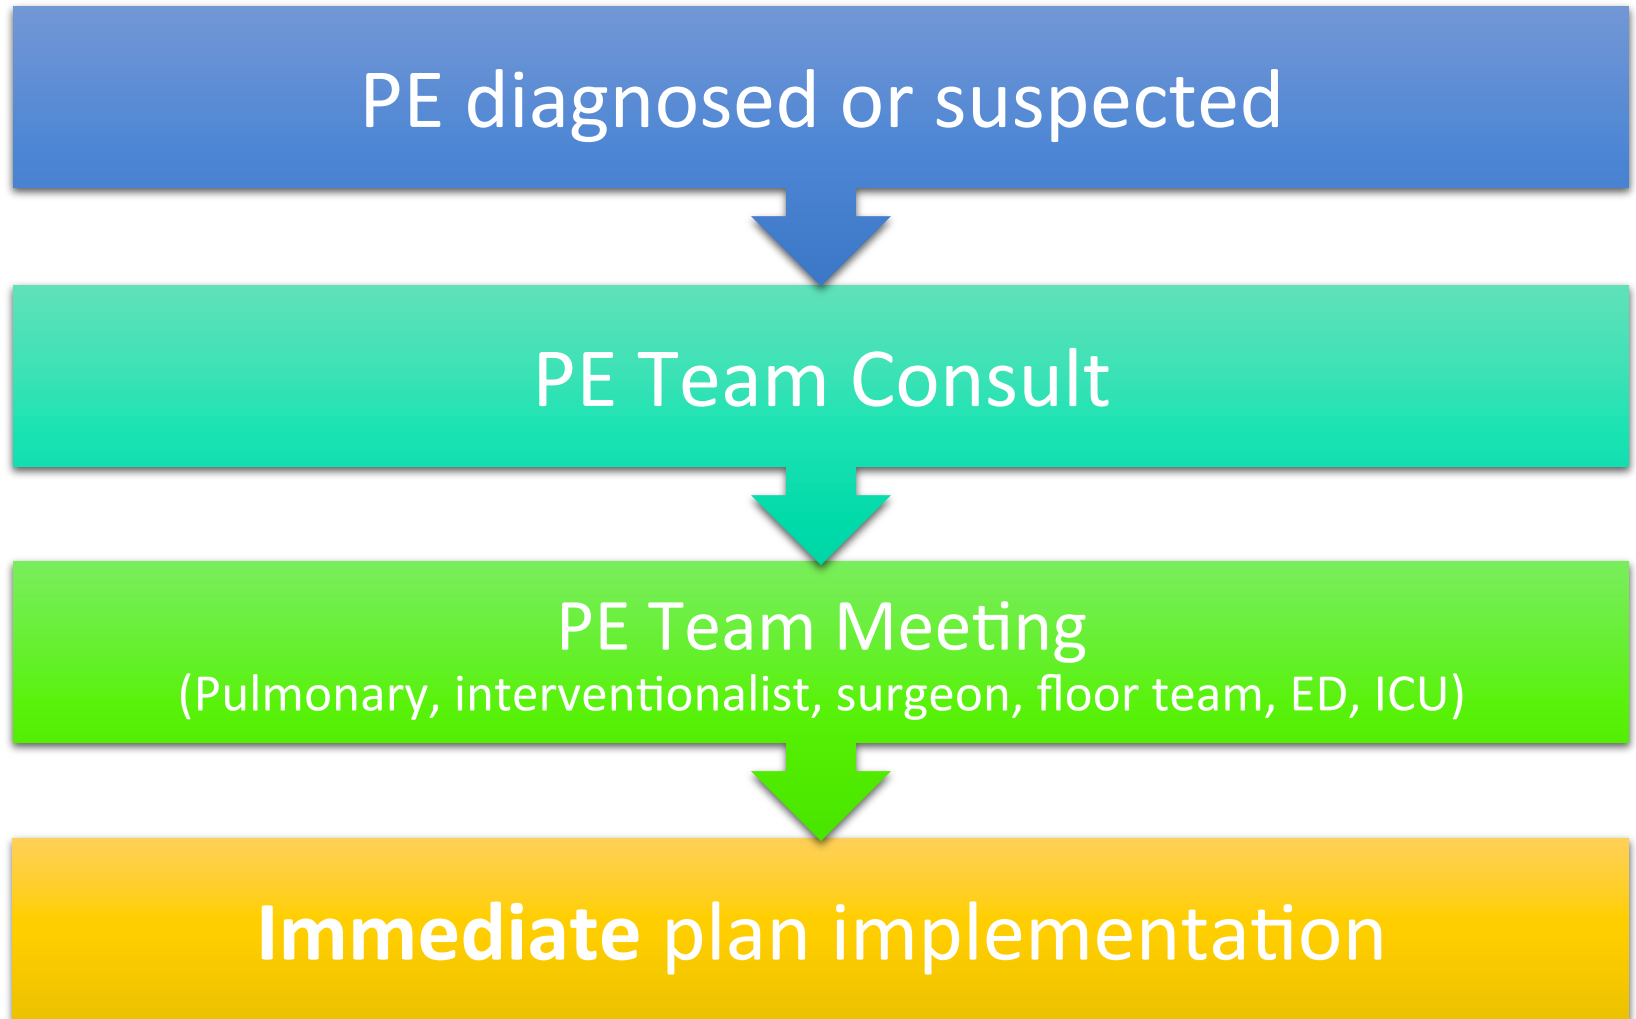 PE diagnosed or suspected
PE Team Consult
PE Team Meeting
(Pulmonary, interventionalist, surgeon, floor team, ED, ICU)
Immediate plan implementation